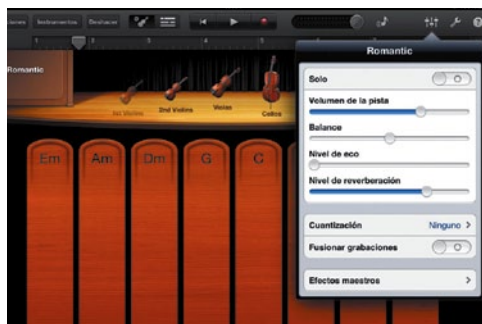 Instrumentos Deshacer
Romantic
Romantic
1st Violins 2nd Violins Violas Cellos
Em Am Dm G C
Solo
Volumen de la pista
Balance
Nivel de eco
Nivel de reverberación
Cuantización Ninguno >
Fusionar grabaciones
Efectos maestros >